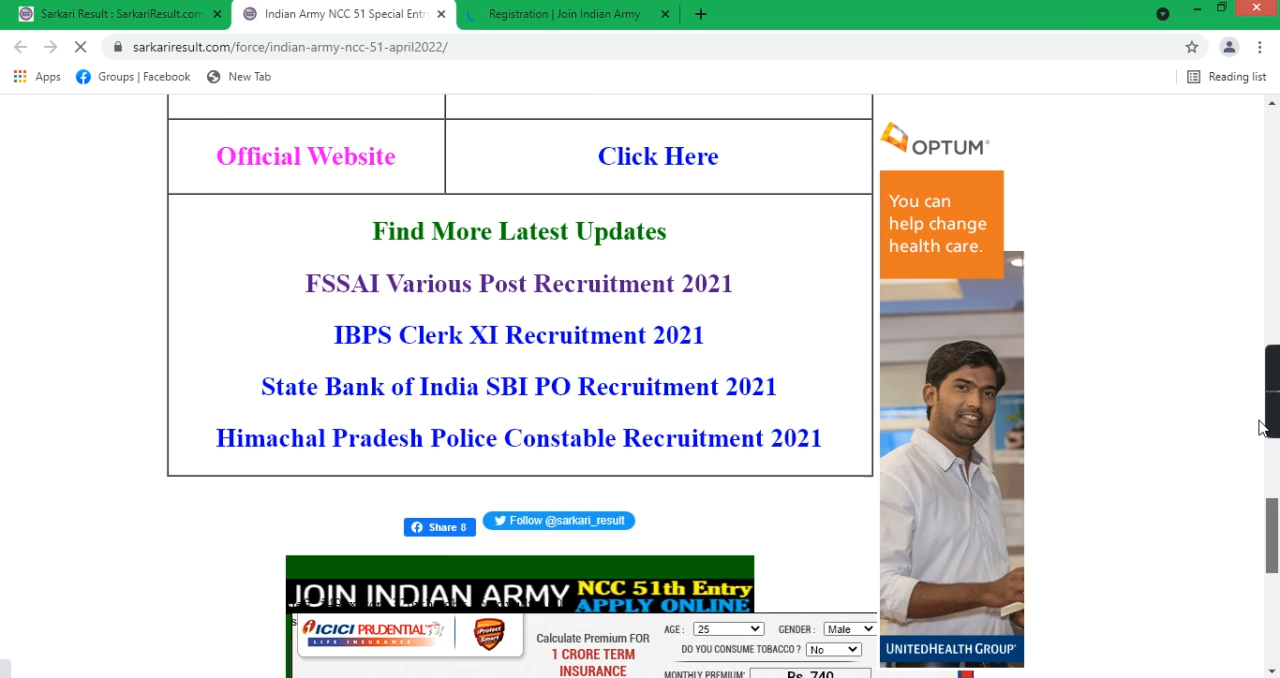 Sarkari Result : SarkariResult.com
Indian Army NCC 51 Special Entr
Registration | Join Indian Army
sarkariresult.com/force/indian-army-ncc-51-april2022/
Apps
Groups | Facebook
New Tab
Reading list
Official Website
Click Here
Find More Latest Updates
FSSAI Various Post Recruitment 2021
IBPS Clerk XI Recruitment 2021
State Bank of India SBI PO Recruitment 2021
Himachal Pradesh Police Constable Recruitment 2021
Share 8
Follow @sarkari_result
OPTUM®
You can
help change
health care.
UNITEDHEALTH GROUP®
JOIN INDIAN ARMY
NCC 51th Entry
APPLY ONLINE
ICICI PRUDENTIAL
LIFE INSURANCE
iProtect
Smart
Calculate Premium FOR
1 CRORE TERM
INSURANCE
AGE : 25
GENDER : Male
DO YOU CONSUME TOBACCO ? No
MONTHLY PREMIUM: Rs. 740